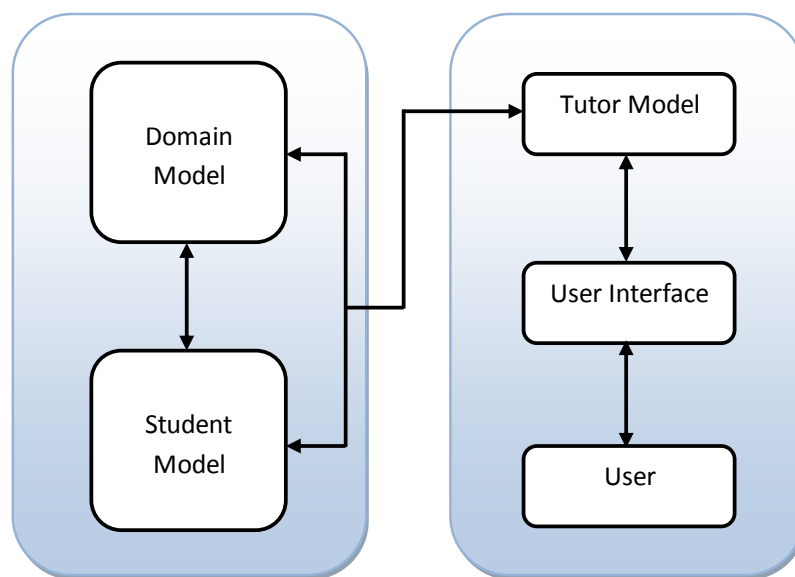 Domain
Model
Student
Model
Tutor Model
User Interface
User